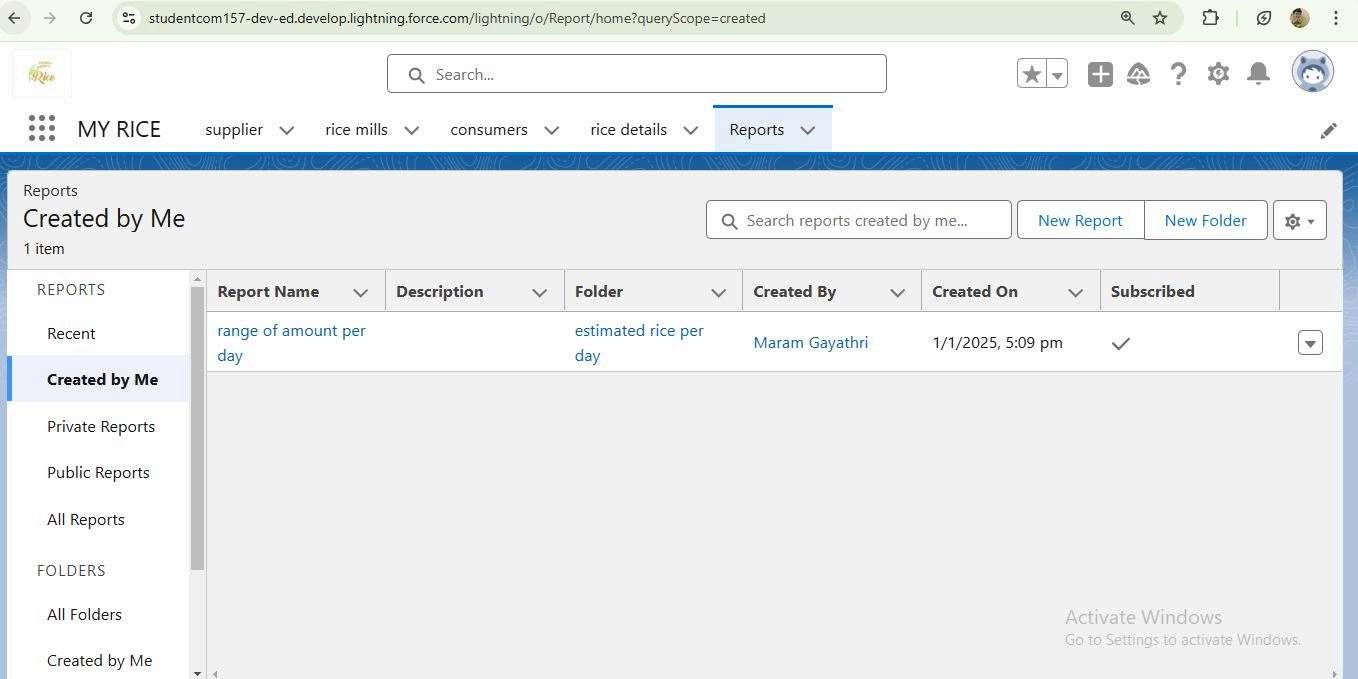 studentcom157-dev-ed.develop.lightning.force.com/lightning/o/Report/home?queryScope=created
Rice
Search...
MY RICE
supplier
rice mills
consumers
rice details
Reports
Reports
Created by Me
1 item
Search reports created by me...
New Report
New Folder
REPORTS
Recent
Created by Me
Private Reports
Public Reports
All Reports
FOLDERS
All Folders
Created by Me
Report Name
Description
Folder
Created By
Created On
Subscribed
range of amount per
day
estimated rice per
day
Maram Gayathri
1/1/2025, 5:09 pm
Activate Windows
Go to Settings to activate Windows.